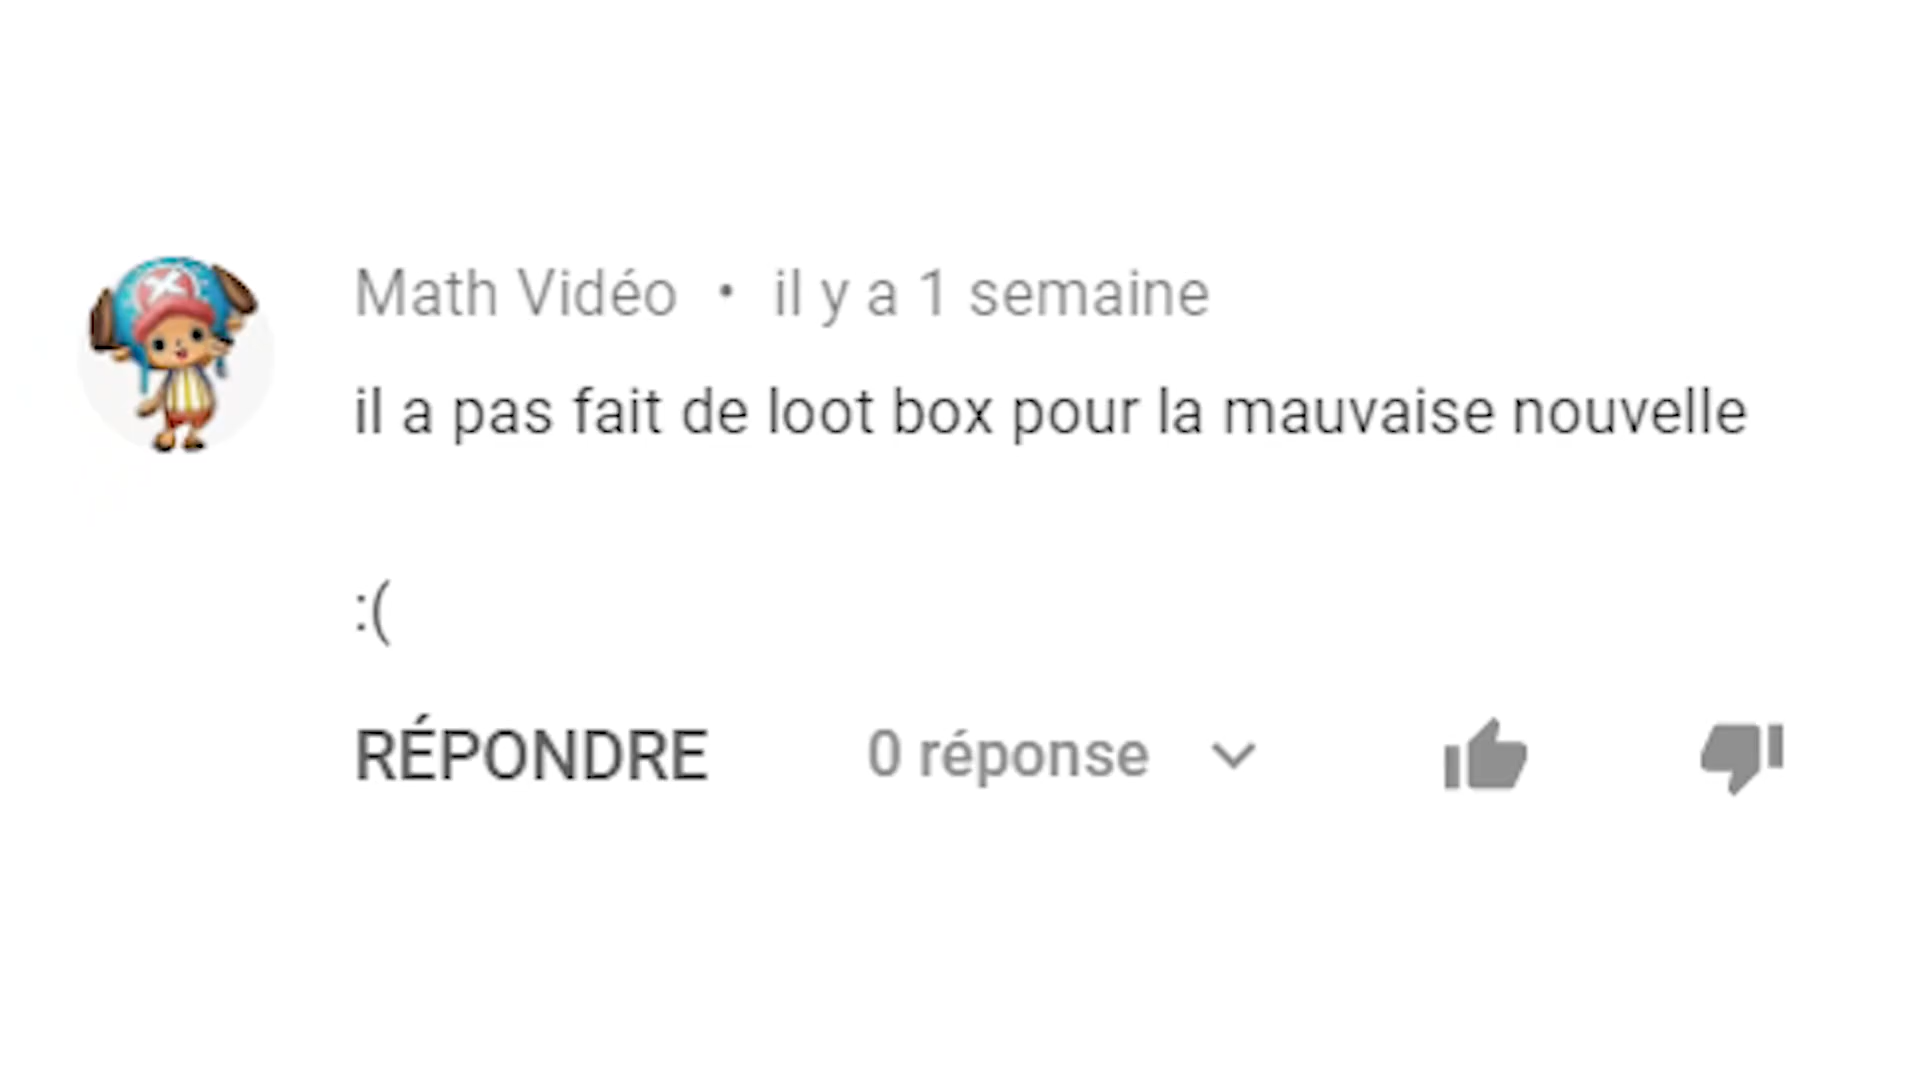 Math Vidéo • il y a 1 semaine
il a pas fait de loot box pour la mauvaise nouvelle
:(
RÉPONDRE 0 réponse